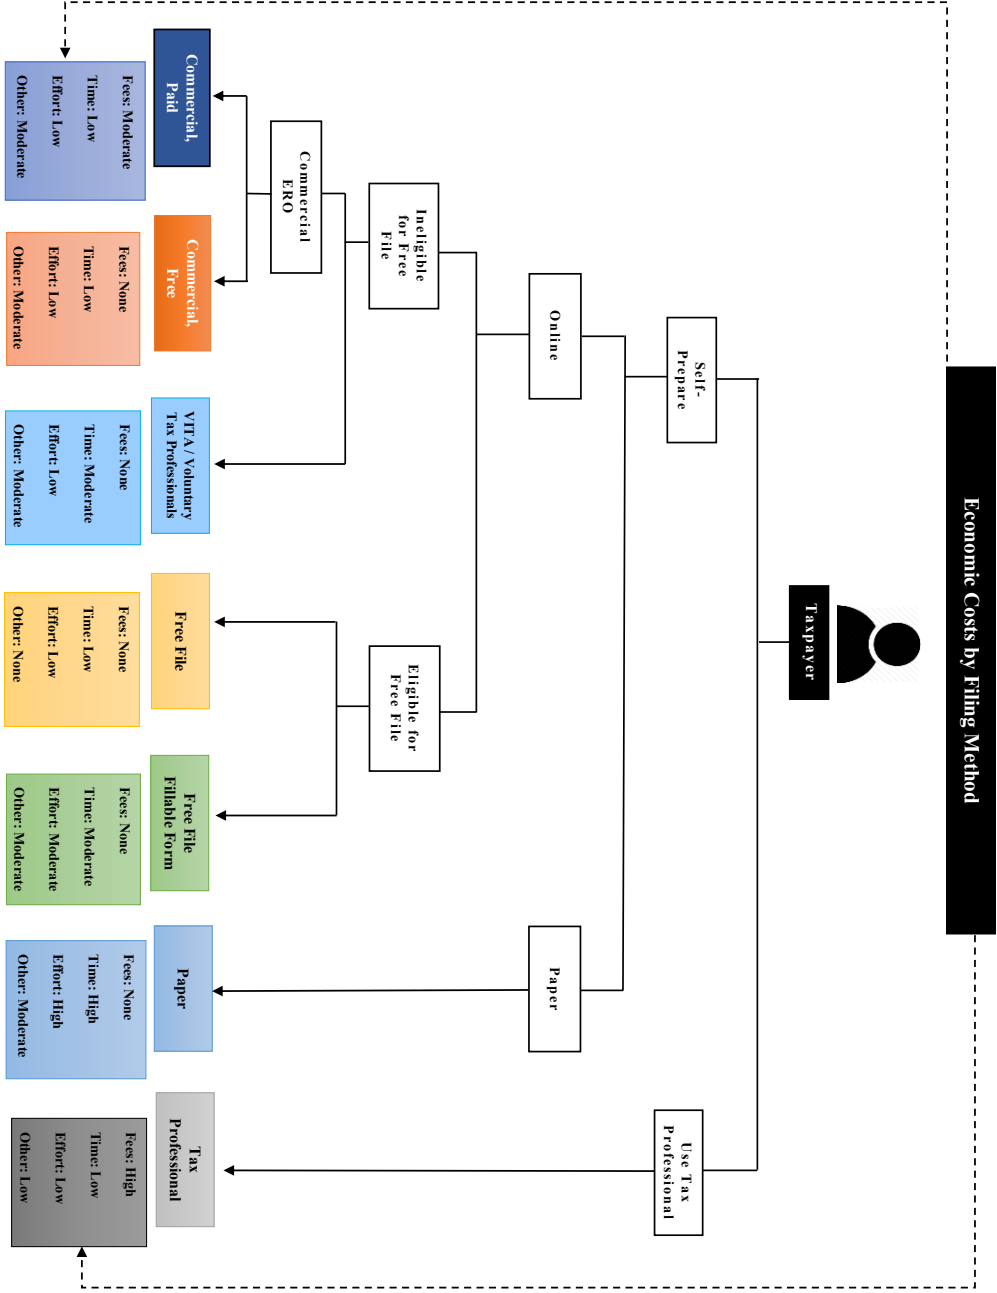 Economic Costs by Filing Method
Taxpayer
Self-
Prepare
Use Tax
Professional
Online
Paper
Ineligible
for Free
File
Eligible for
Free File
Commercial
ERO
Commercial,
Paid
Commercial,
Free
VITA / Voluntary
Tax Professionals
Free File
Free File
Fillable Form
Paper
Tax
Professional
Fees: Moderate
Time: Low
Effort: Low
Other: Moderate
Fees: None
Time: Low
Effort: Low
Other: Moderate
Fees: None
Time: Moderate
Effort: Low
Other: Moderate
Fees: None
Time: Low
Effort: Low
Other: None
Fees: None
Time: Moderate
Effort: Moderate
Other: Moderate
Fees: None
Time: High
Effort: High
Other: Moderate
Fees: High
Time: Low
Effort: Low
Other: Low